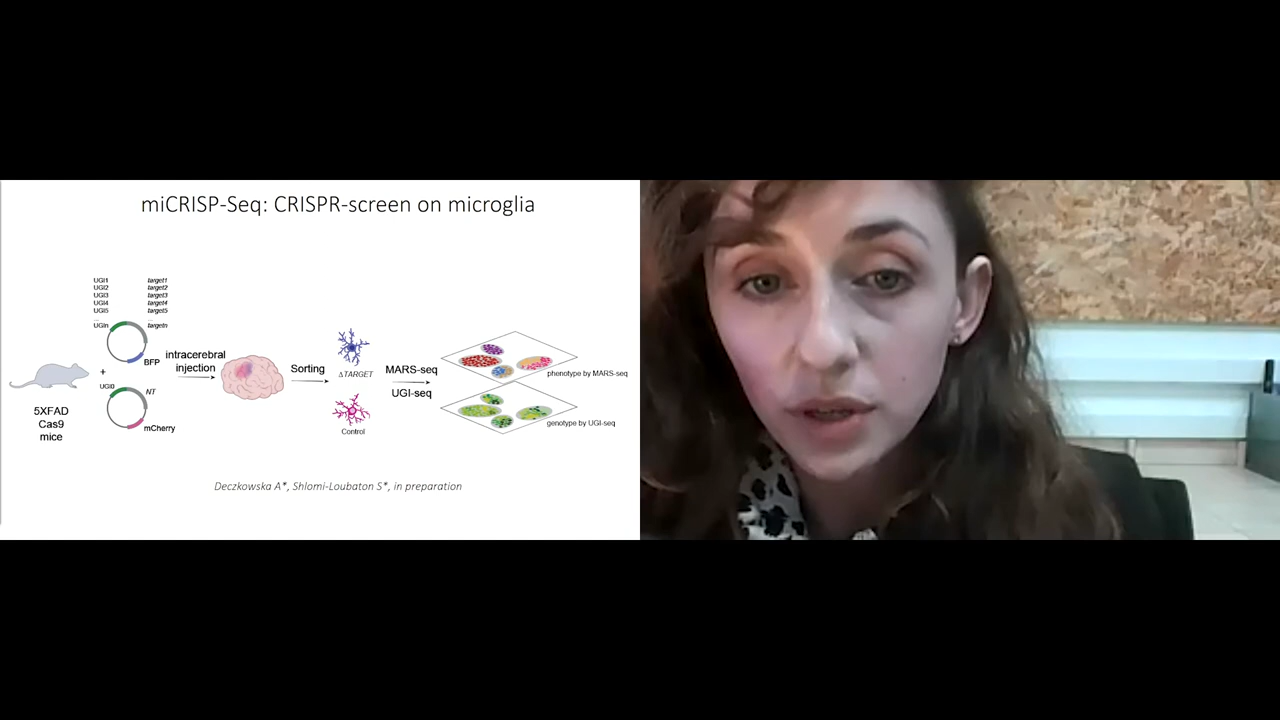 miCRISP-Seq: CRISPR-screen on microglia
UGI1 target1
UGI2 target2
UGI3 target3
UGI4 target4
UGI5 target5
... ...
UGIn targetn
BFP
+
UGI0 NT
mCherry
5XFAD
Cas9
mice
intracerebral
injection
Sorting
ΔTARGET
Control
MARS-seq
UGI-seq
phenotype by MARS-seq
genotype by UGI-seq
Deczkowska A*, Shlomi-Loubaton S*, in preparation